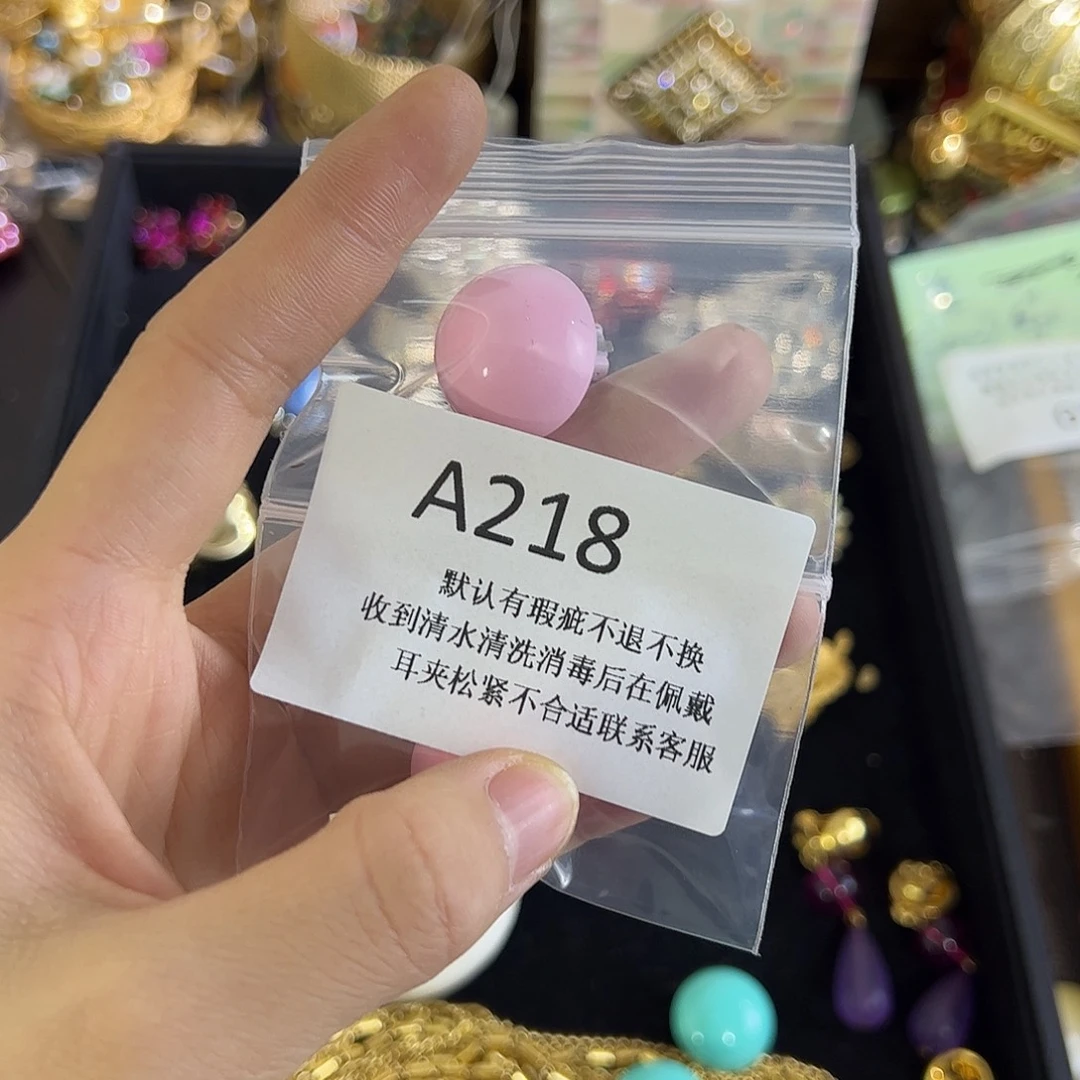 A218
默认有瑕疵不退不换
收到清水清洗消毒后在佩戴
耳夹松紧不合适联系客服